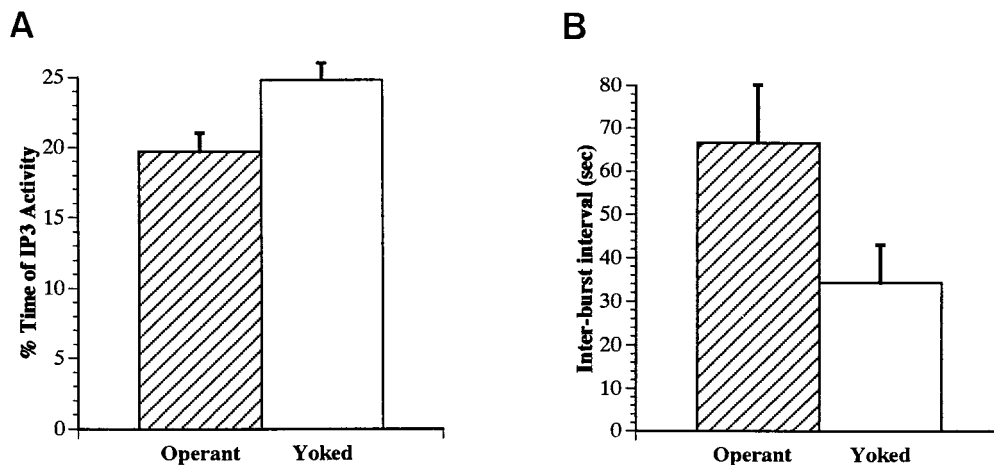 A
% Time of IP3 Activity
25
20
15
10
5
0
Operant Yoked
B
Inter-burst interval (sec)
80
70
60
50
40
30
20
10
0
Operant Yoked